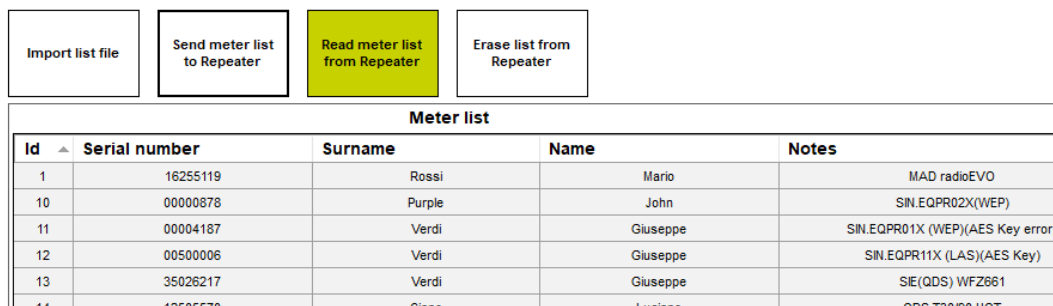 Import list file
Send meter list
to Repeater
Read meter list
from Repeater
Erase list from
Repeater
Meter list
Id Serial number Surname Name Notes
1 16255119 Rossi Mario MAD radioEVO
10 00000878 Purple John SIN.EQPR02X(WEP)
11 00004187 Verdi Giuseppe SIN.EQPR01X (WEP)(AES Key error
12 00500006 Verdi Giuseppe SIN.EQPR11X (LAS)(AES Key)
13 35026217 Verdi Giuseppe SIE(QDS) WFZ661